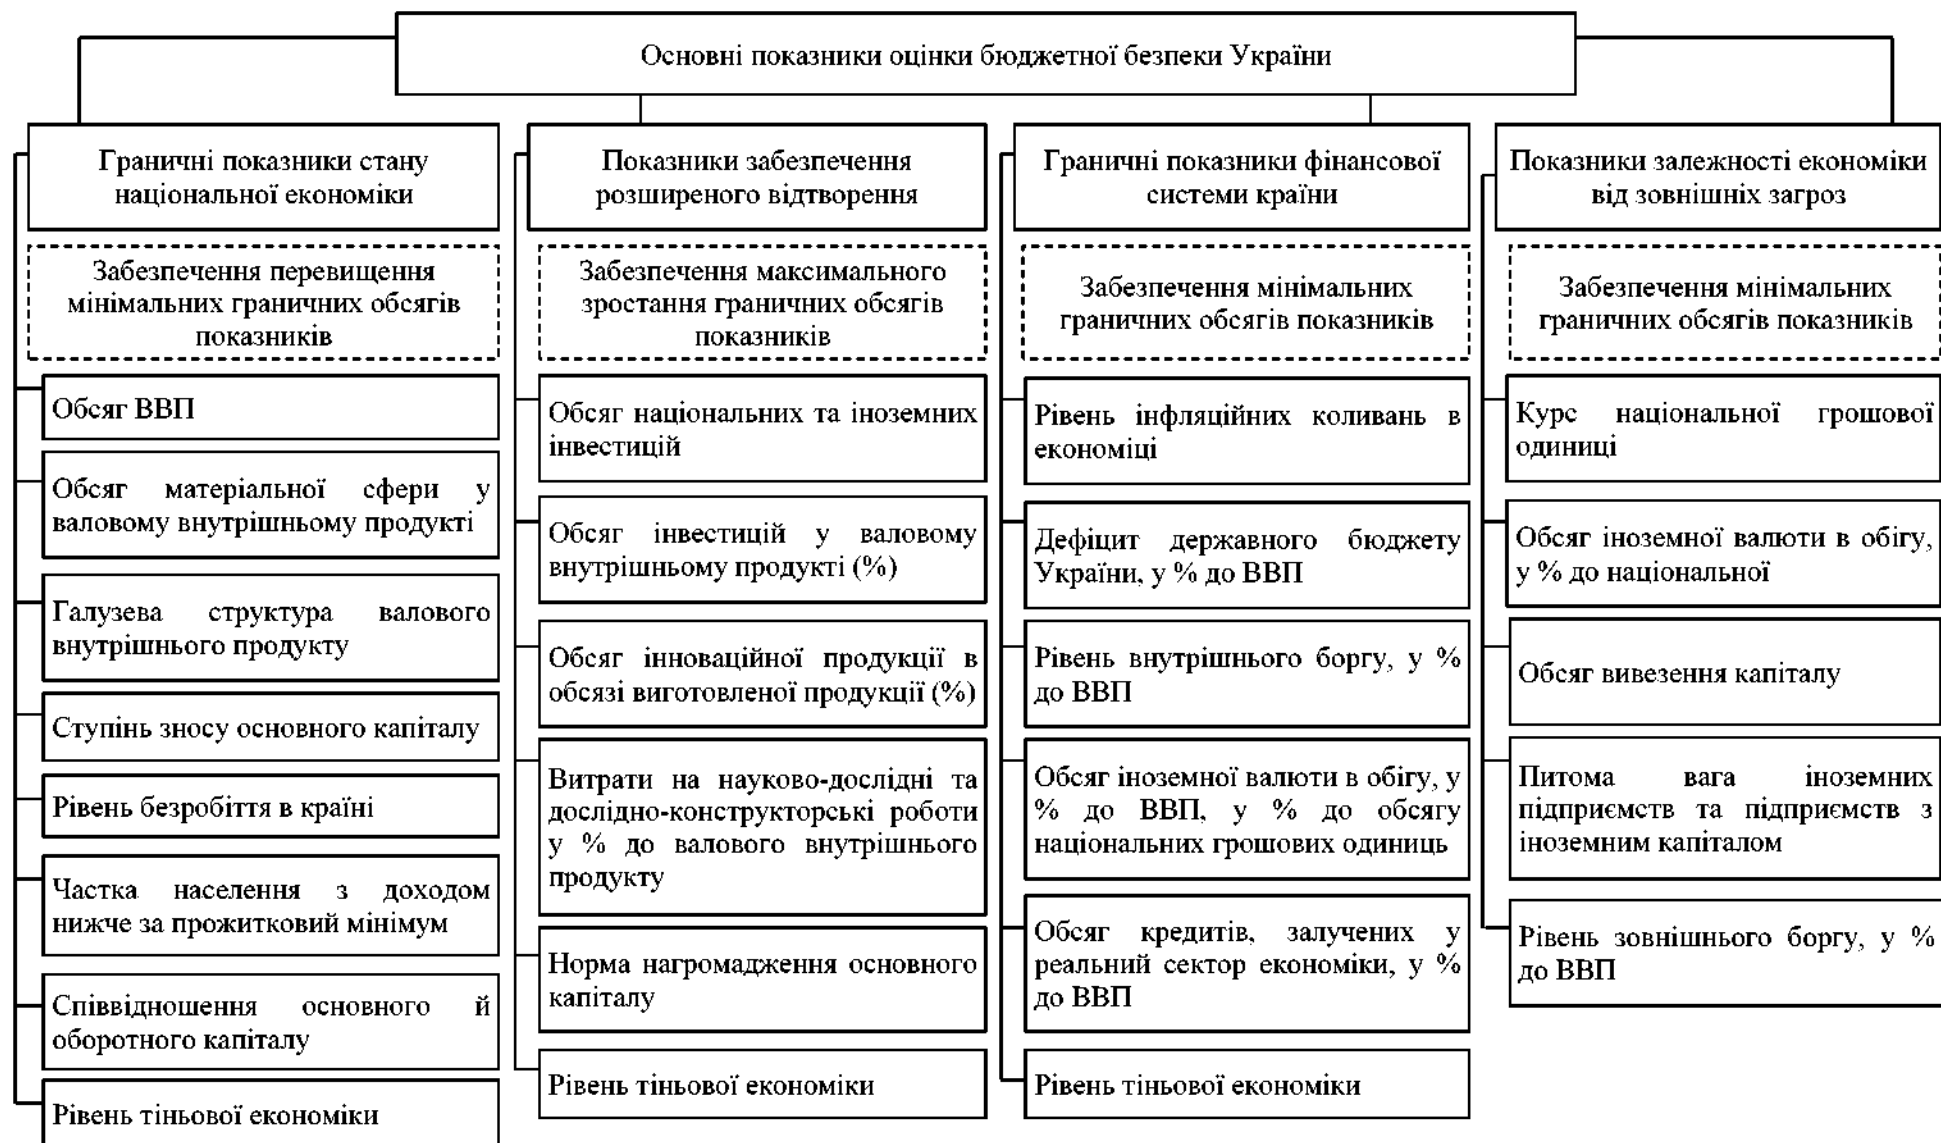 Основні показники оцінки бюджетної безпеки України
Граничні показники стану
національної економіки
Забезпечення перевищення
мінімальних граничних обсягів
показників
Обсяг ВВП
Обсяг матеріальної сфери у
валовому внутрішньому продукті
Галузева структура валового
внутрішнього продукту
Ступінь зносу основного капіталу
Рівень безробіття в країні
Частка населення з доходом
нижче за прожитковий мінімум
Співвідношення основного й
оборотного капіталу
Рівень тіньової економіки
Показники забезпечення
розширеного відтворення
Забезпечення максимального
зростання граничних обсягів
показників
Обсяг національних та іноземних
інвестицій
Обсяг інвестицій у валовому
внутрішньому продукті (%)
Обсяг інноваційної продукції в
обсязі виготовленої продукції (%)
Витрати на науково-дослідні та
дослідно-конструкторські роботи
у % до валового внутрішнього
продукту
Норма нагромадження основного
капіталу
Рівень тіньової економіки
Граничні показники фінансової
системи країни
Забезпечення мінімальних
граничних обсягів показників
Рівень інфляційних коливань в
економіці
Дефіцит державного бюджету
України, у % до ВВП
Рівень внутрішнього боргу, у %
до ВВП
Обсяг іноземної валюти в обігу, у
% до ВВП, у % до обсягу
національних грошових одиниць
Обсяг кредитів, залучених у
реальний сектор економіки, у %
до ВВП
Рівень тіньової економіки
Показники залежності економіки
від зовнішніх загроз
Забезпечення мінімальних
граничних обсягів показників
Курс національної грошової
одиниці
Обсяг іноземної валюти в обігу,
у % до національної
Обсяг вивезення капіталу
Питома вага іноземних
підприємств та підприємств з
іноземним капіталом
Рівень зовнішнього боргу, у %
до ВВП